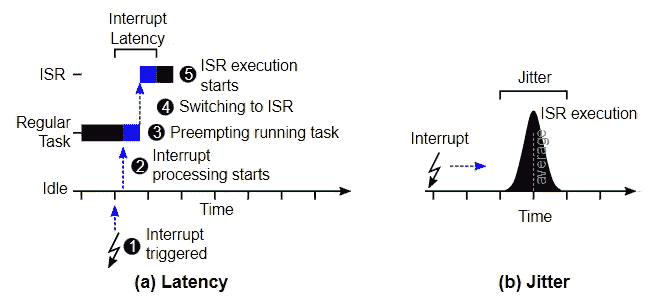 Interrupt
Latency
ISR
5 ISR execution
starts
4 Switching to ISR
Regular
Task
3 Preempting running task
2 Interrupt
processing starts
Idle
Time
1 Interrupt
triggered
(a) Latency
Jitter
ISR execution
Interrupt
average
Time
(b) Jitter